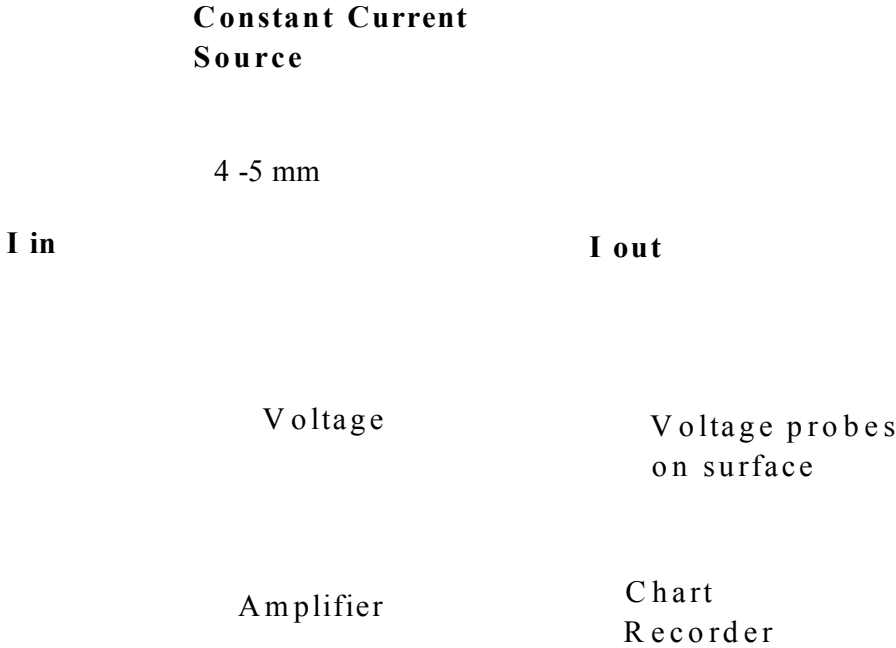 Constant Current
Source
4 -5 mm
I in
I out
Voltage
Voltage probes
on surface
Amplifier
Chart
Recorder